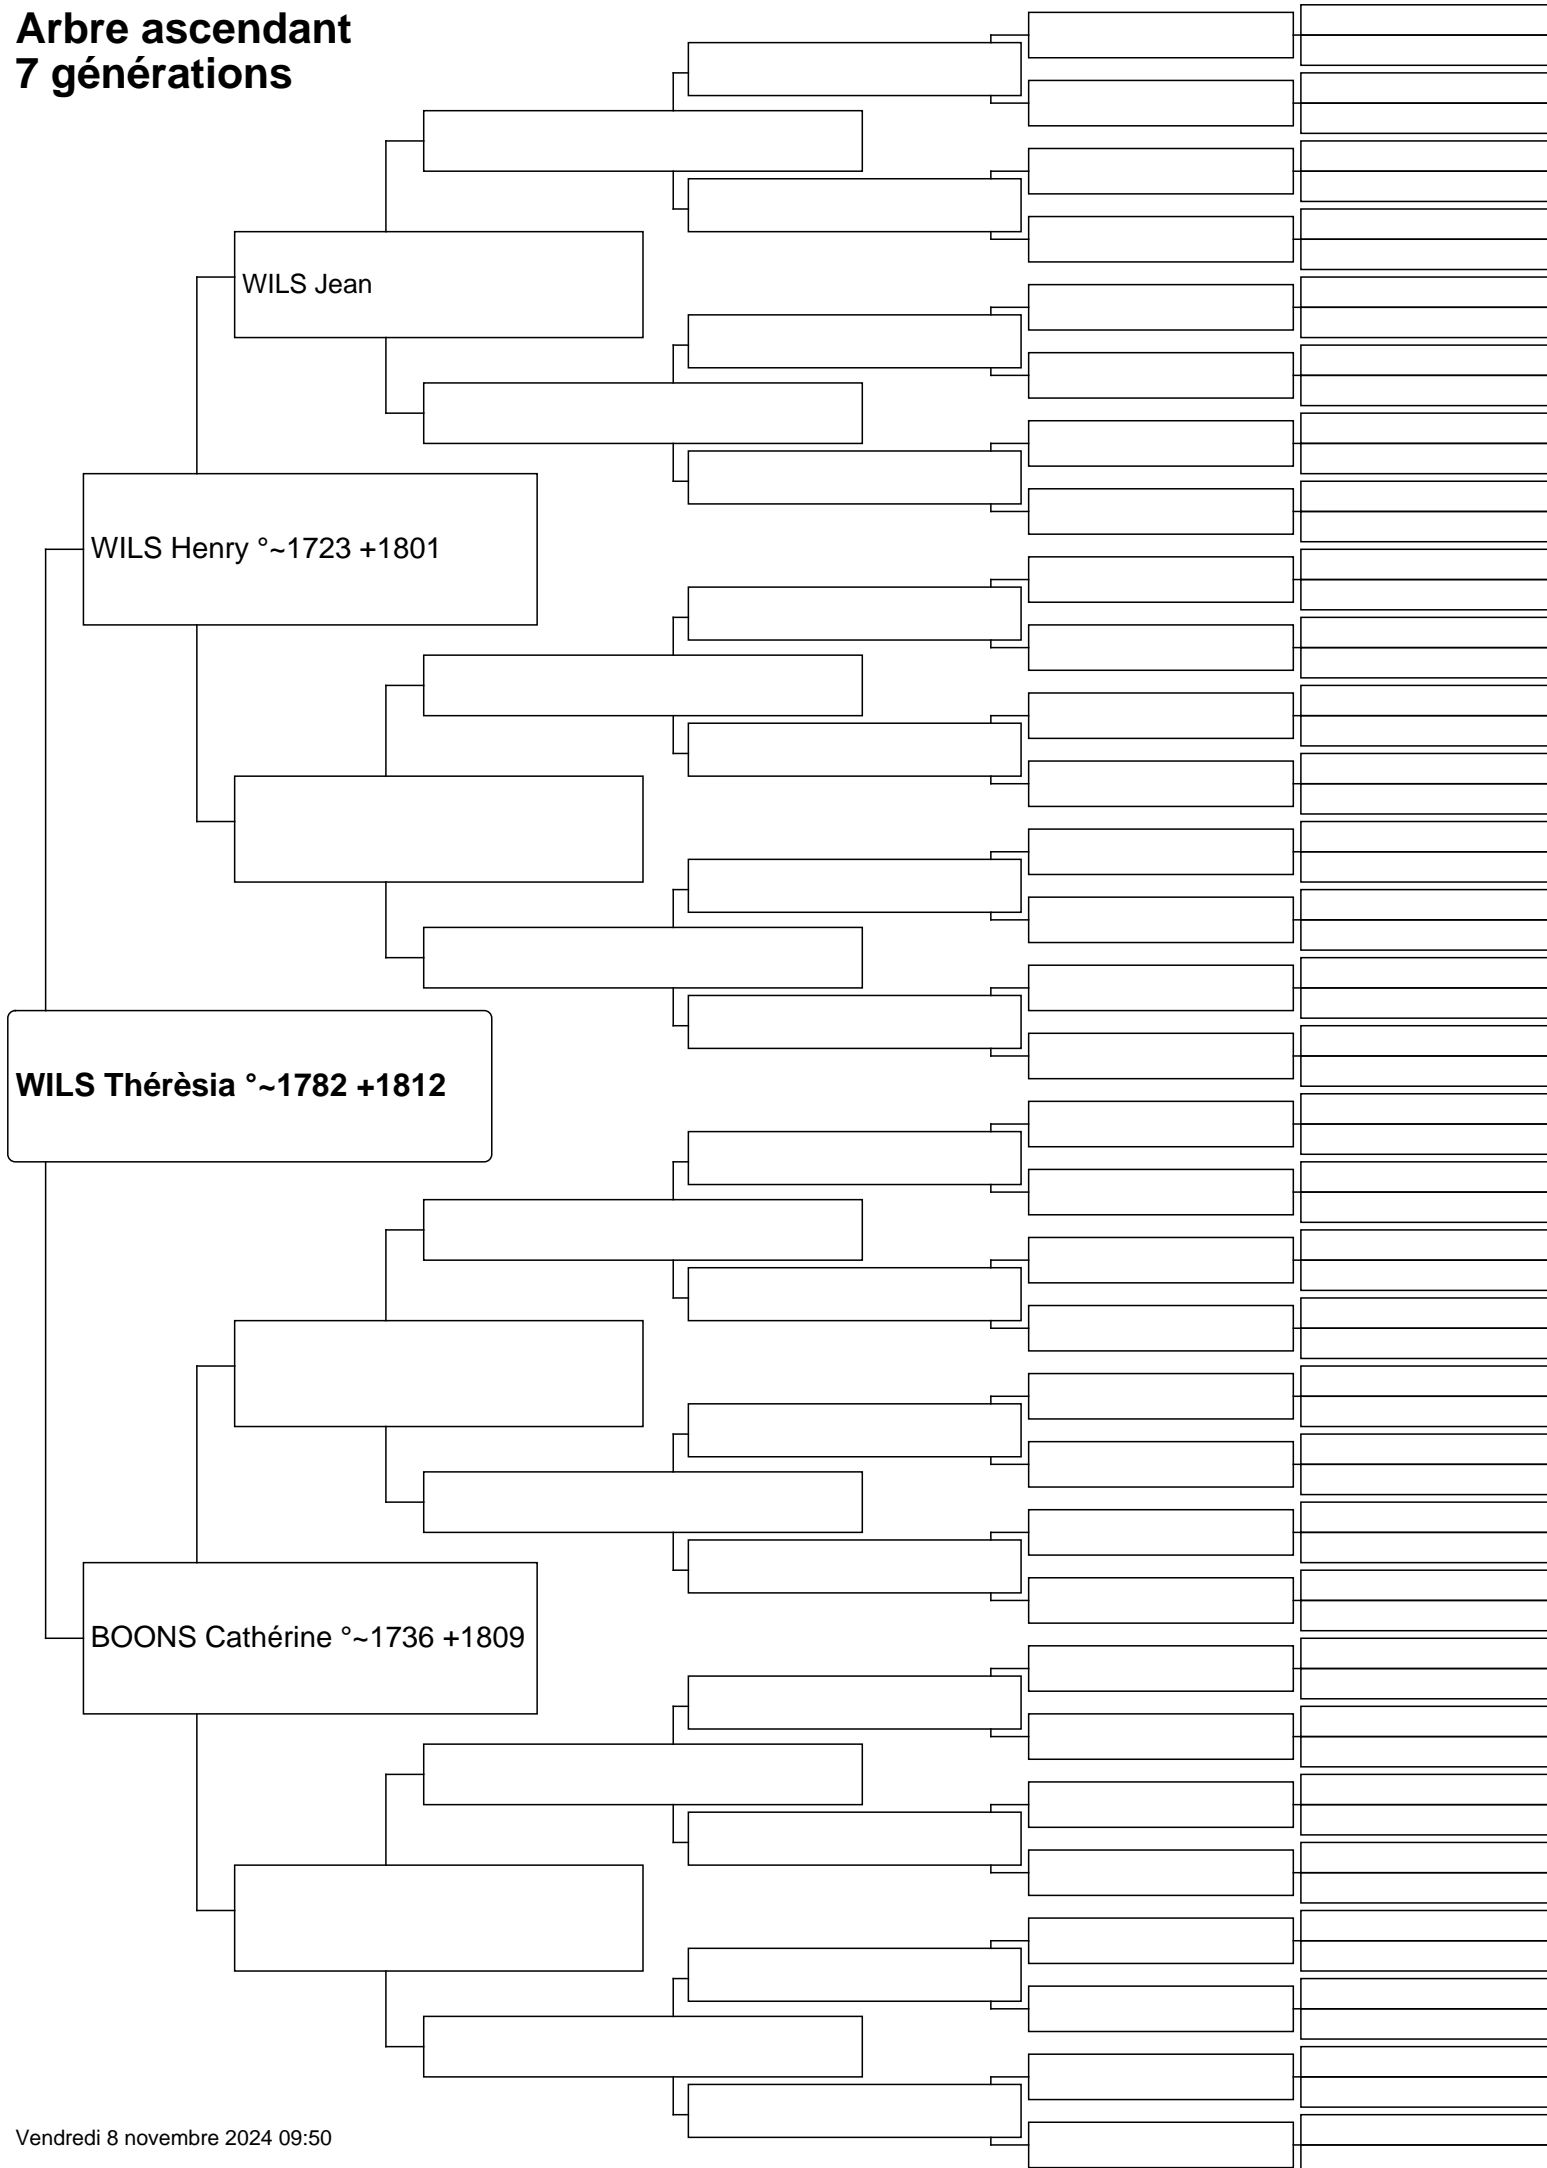 Arbre ascendant
7 générations
WILS Jean
WILS Henry °~1723 +1801
WILS Thérèsia °~1782 +1812
BOONS Cathérine °~1736 +1809
Vendredi 8 novembre 2024 09:50